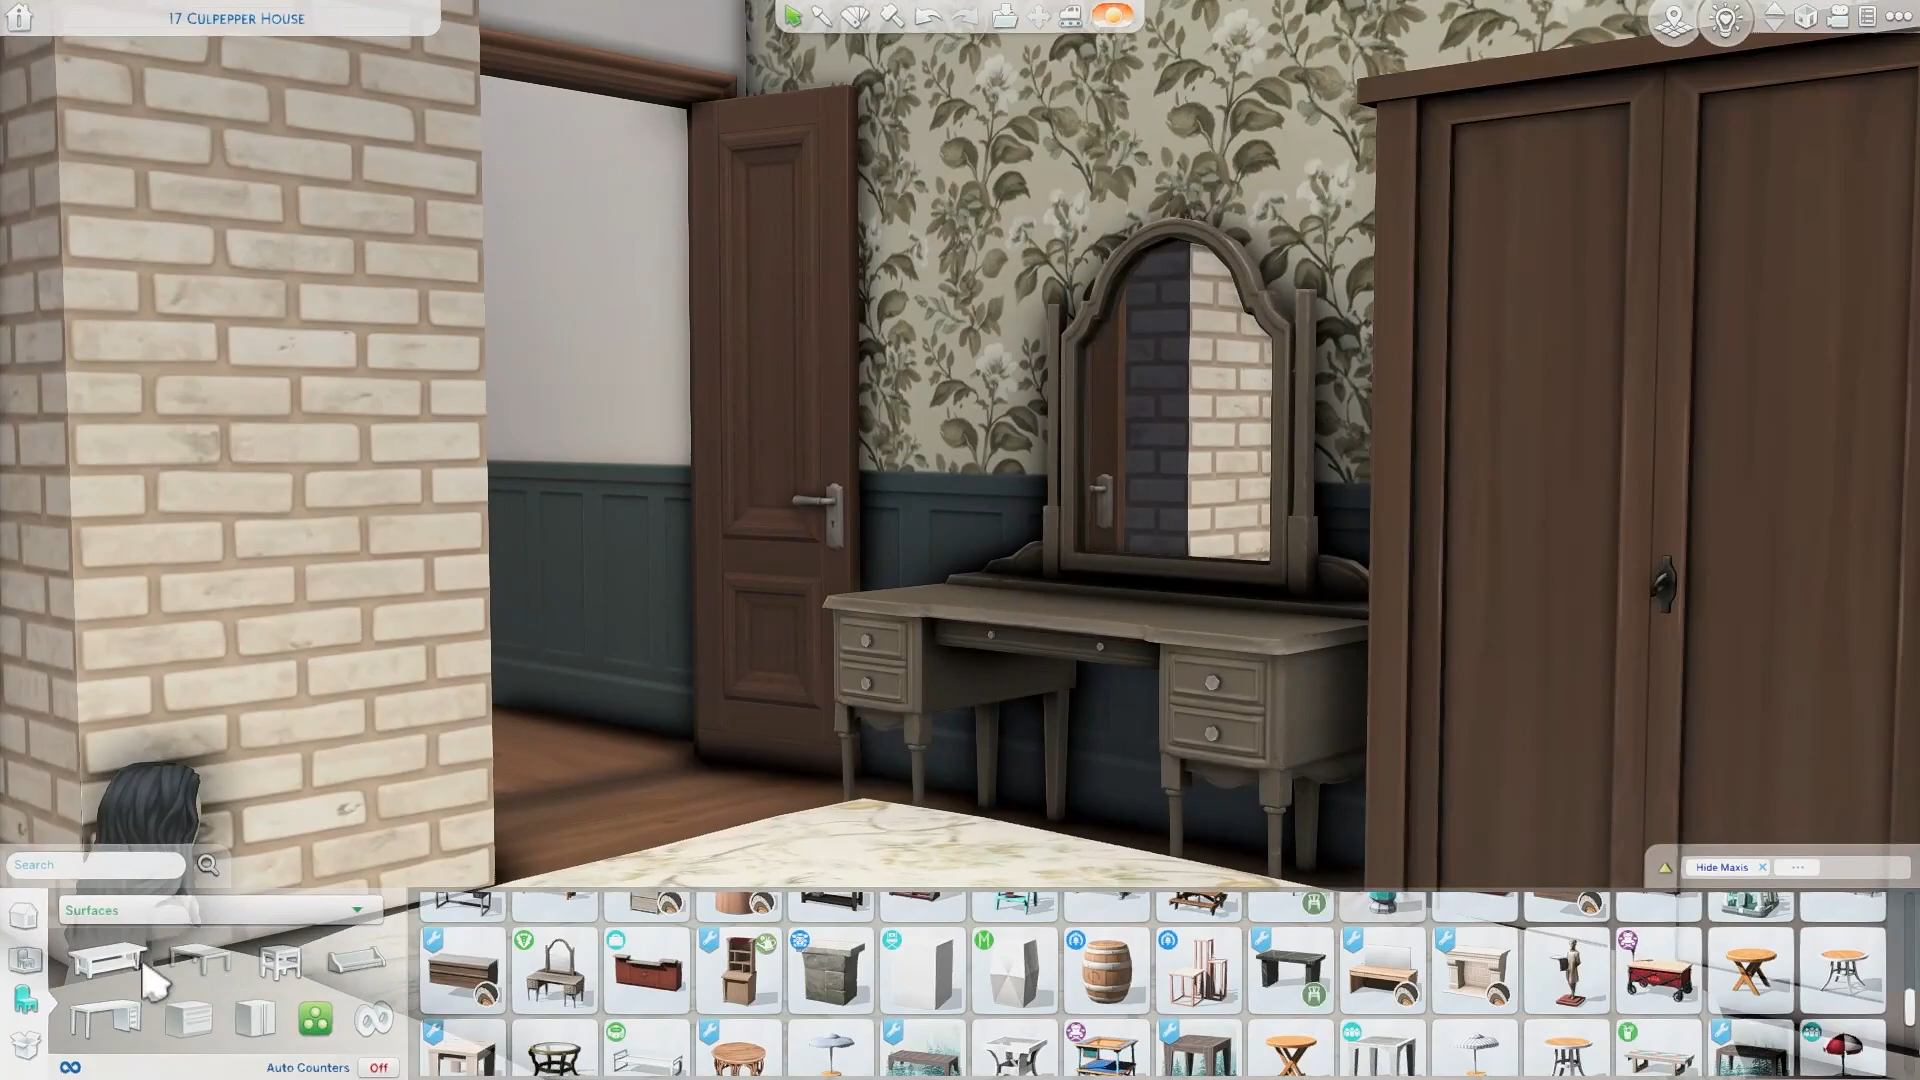 17 CULPEPPER HOUSE
Search
Hide Maxis
Surfaces
Auto Counters
Off